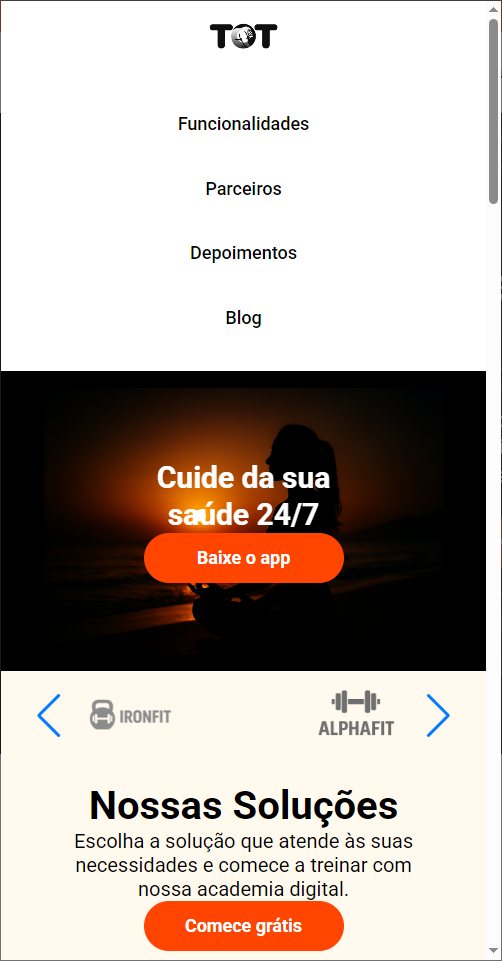 TOT
Funcionalidades
Parceiros
Depoimentos
Blog
Cuide da sua
saúde 24/7
Baixe o app
IRONFIT
ALPHAFIT
Nossas Soluções
Escolha a solução que atende às suas
necessidades e comece a treinar com
nossa academia digital.
Comece grátis